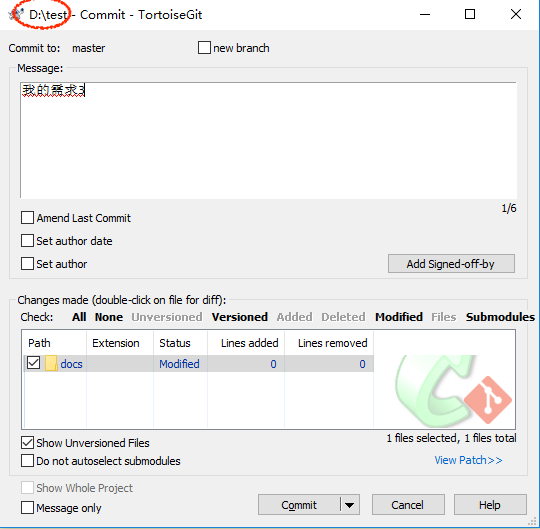 D:\test - Commit - TortoiseGit
Commit to: master new branch
Message:
我的需求3
1/6
Amend Last Commit
Set author date
Set author
Add Signed-off-by
Changes made (double-click on file for diff):
Check: All None Unversioned Versioned Added Deleted Modified Files Submodules
Path Extension Status Lines added Lines removed
docs Modified 0 0
Show Unversioned Files
1 files selected, 1 files total
Do not autoselect submodules
View Patch>>
Show Whole Project
Message only
Commit Cancel Help